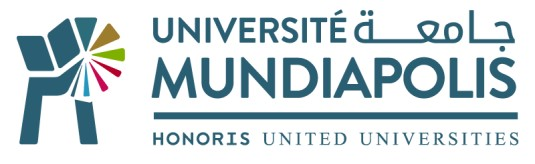 UNIVERSITÉ جامعة
MUNDIAPOLIS
HONORIS UNITED UNIVERSITIES